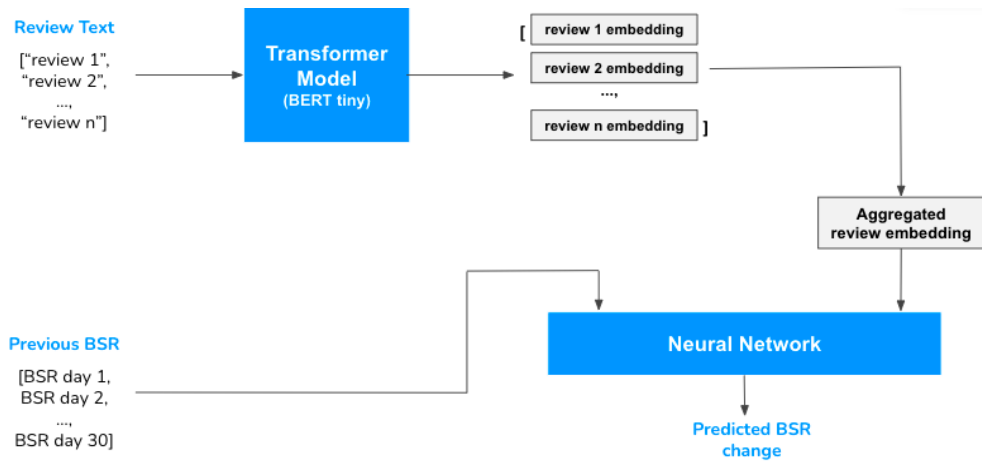 Review Text
[“review 1”,
“review 2”,
...,
“review n”]
Transformer
Model
(BERT tiny)
[ review 1 embedding
review 2 embedding
...,
review n embedding ]
Aggregated
review embedding
Previous BSR
[BSR day 1,
BSR day 2,
...,
BSR day 30]
Neural Network
Predicted BSR
change